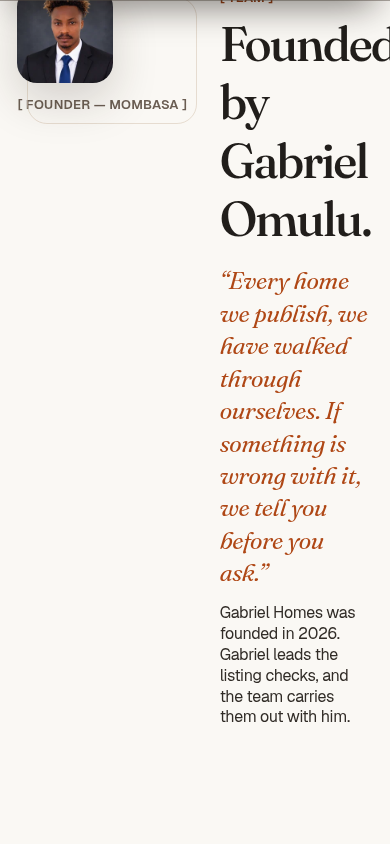 [ TEAM ]
[ FOUNDER — MOMBASA ]
Founded
by
Gabriel
Omulu.
“Every home
we publish, we
have walked
through
ourselves. If
something is
wrong with it,
we tell you
before you
ask.”
Gabriel Homes was
founded in 2026.
Gabriel leads the
listing checks, and
the team carries
them out with him.